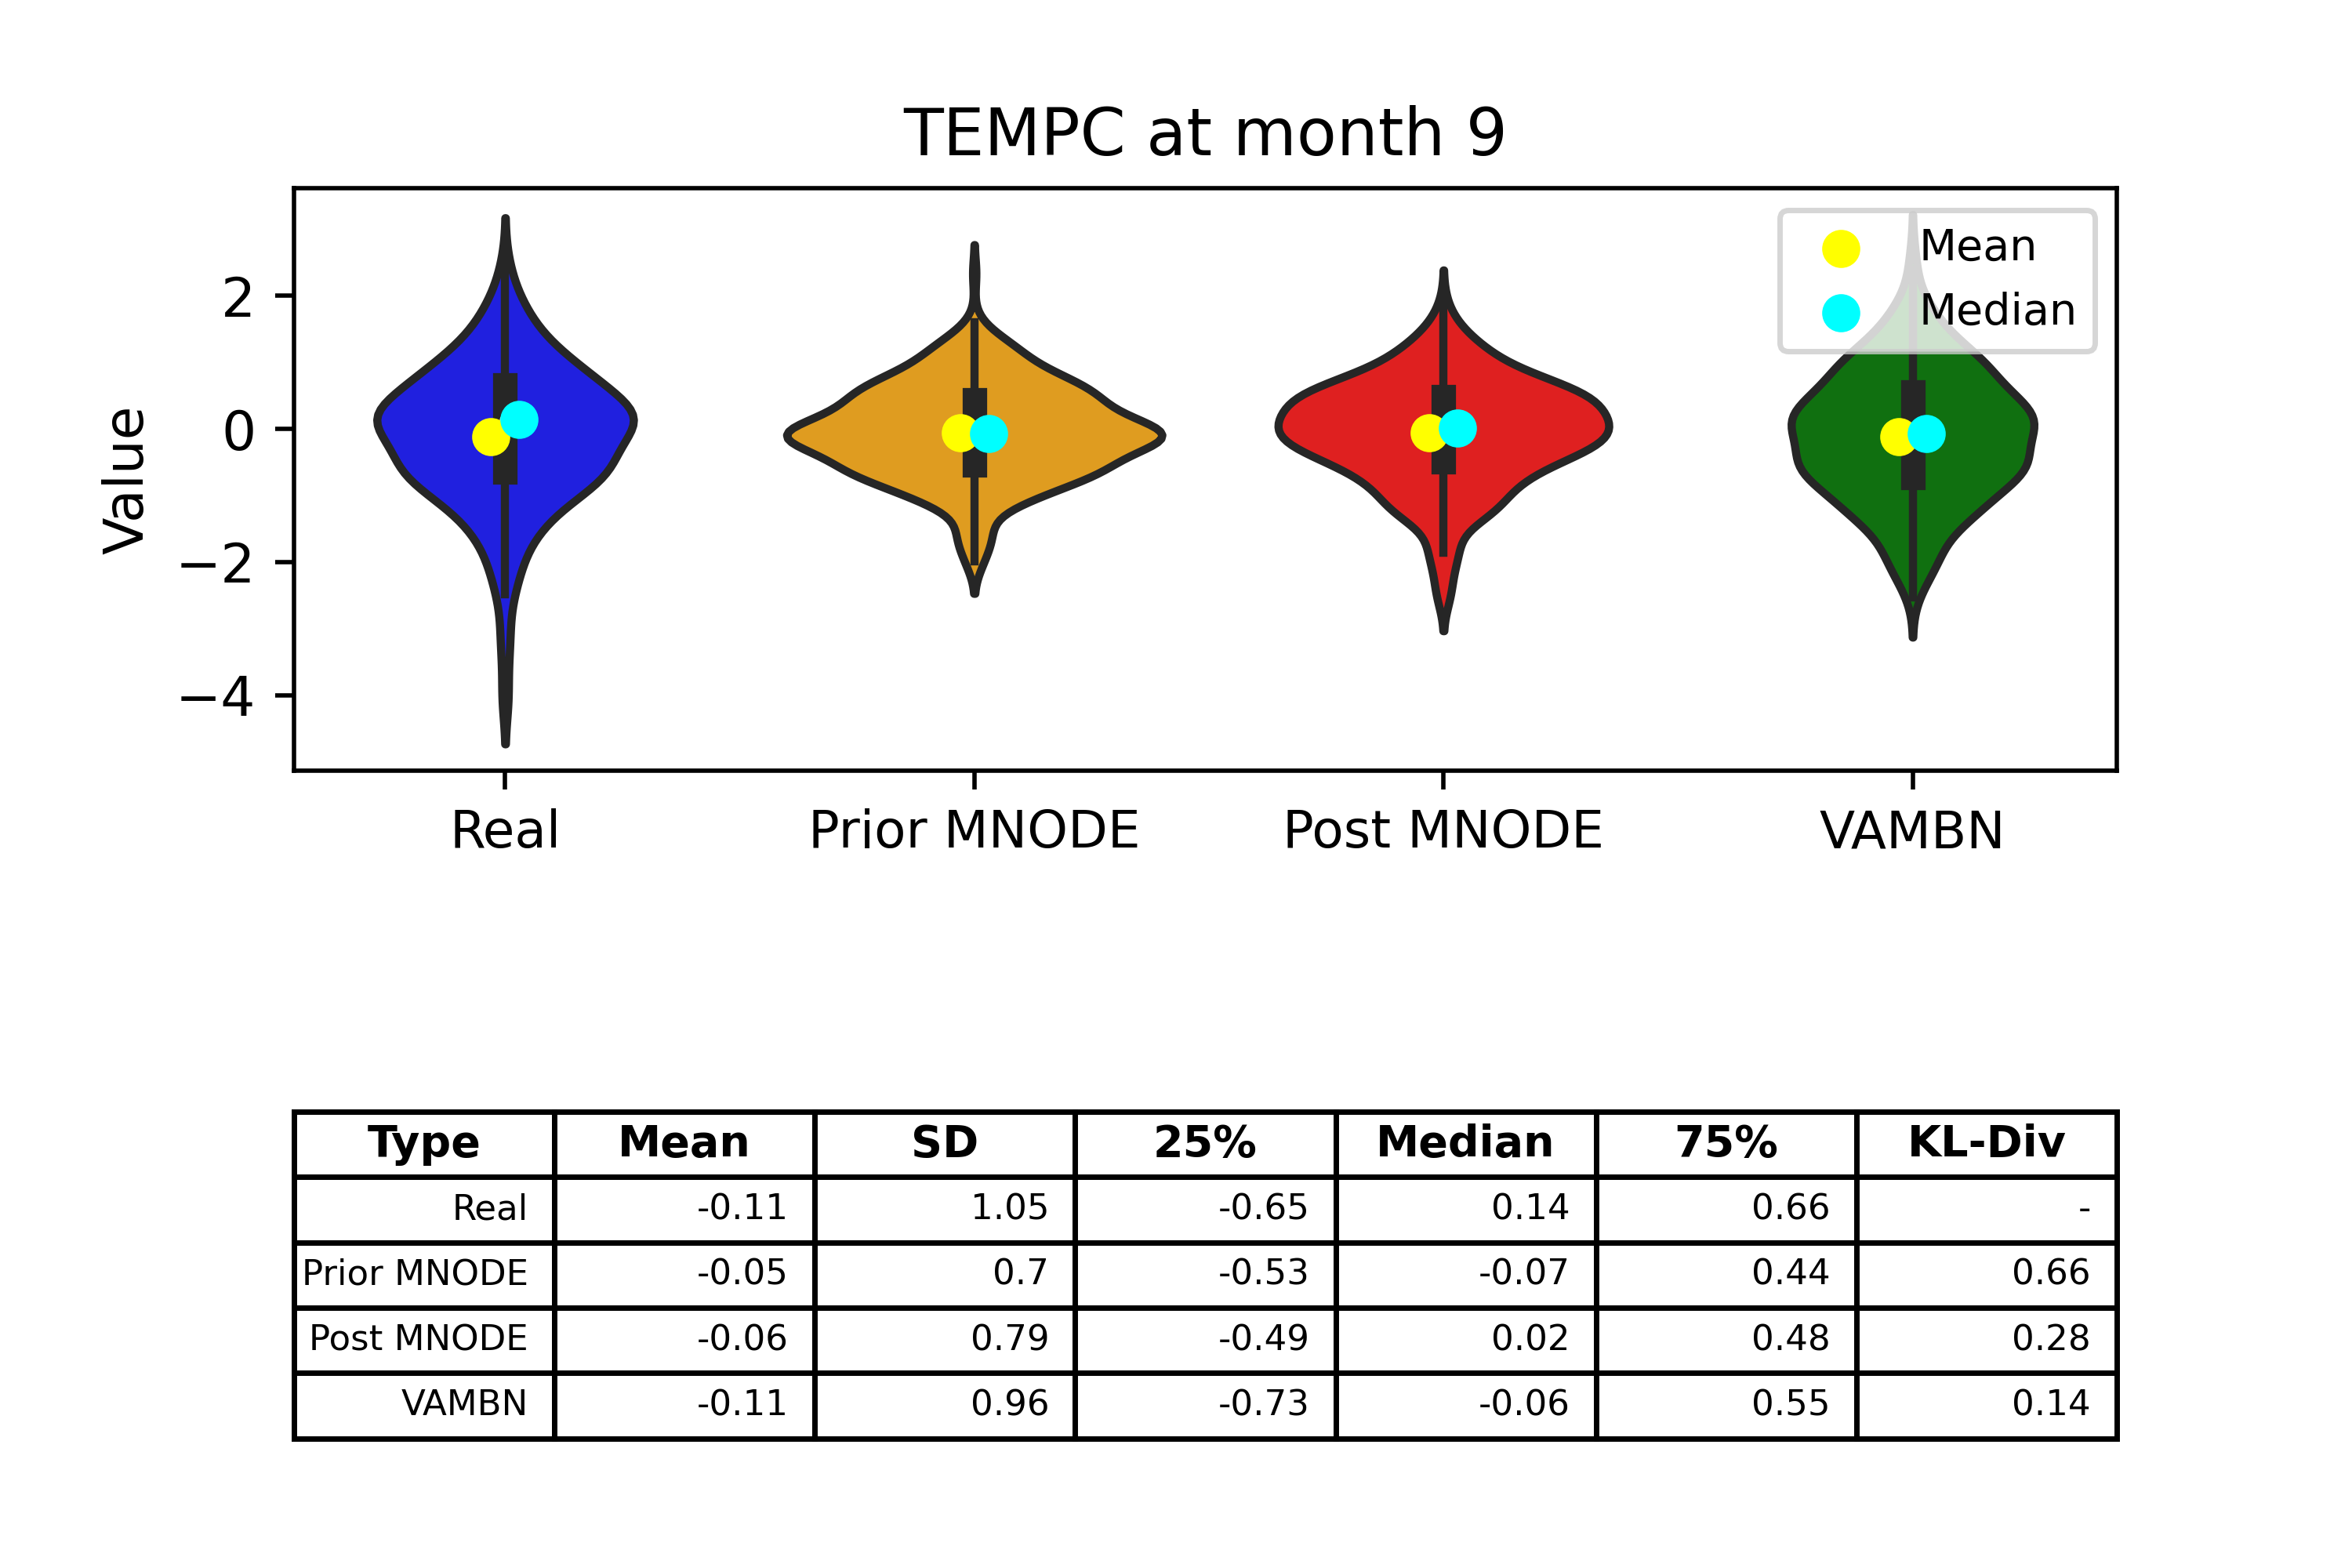 TEMPC at month 9
Mean
Median
Value
2
0
−2
−4
Real Prior MNODE Post MNODE VAMBN
Type Mean SD 25% Median 75% KL-Div
Real -0.11 1.05 -0.65 0.14 0.66 -
Prior MNODE -0.05 0.7 -0.53 -0.07 0.44 0.66
Post MNODE -0.06 0.79 -0.49 0.02 0.48 0.28
VAMBN -0.11 0.96 -0.73 -0.06 0.55 0.14